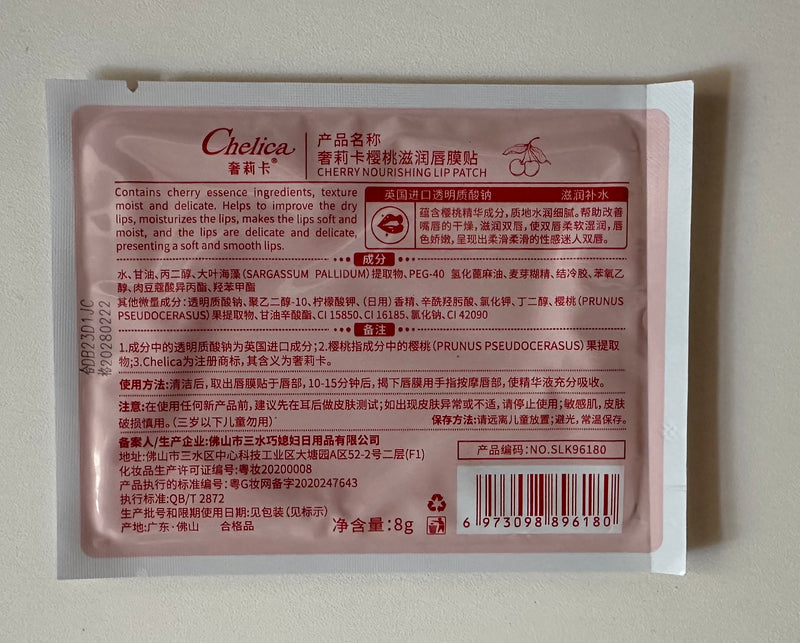 Chelica
奢莉卡®
产品名称
奢莉卡樱桃滋润唇膜贴
CHERRY NOURISHING LIP PATCH
Contains cherry essence ingredients, texture
moist and delicate. Helps to improve the dry
lips, moisturizes the lips, makes the lips soft and
moist, and the lips are delicate and delicate,
presenting a soft and smooth lips.
英国进口透明质酸钠 滋润补水
蕴含樱桃精华成分,质地水润细腻。帮助改善
嘴唇的干燥,滋润双唇,使双唇柔软湿润,唇
色娇嫩,呈现出柔滑柔滑的性感迷人双唇。
成分
水、甘油、丙二醇、大叶海藻(SARGASSUM PALLIDUM)提取物、PEG-40 氢化蓖麻油、麦芽糊精、结冷胶、苯氧乙
醇、肉豆蔻酸异丙酯、羟苯甲酯
其他微量成分:透明质酸钠、聚乙二醇-10、柠檬酸钾、(日用)香精、辛酰羟肟酸、氯化钾、丁二醇、樱桃(PRUNUS
PSEUDOCERASUS)果提取物、甘油辛酸酯、CI 15850、CI 16185、氯化钠、CI 42090
备注
1.成分中的透明质酸钠为英国进口成分;2.樱桃指成分中的樱桃(PRUNUS PSEUDOCERASUS)果提取
物;3.Chelica为注册商标,其含义为奢莉卡。
使用方法:清洁后,取出唇膜贴于唇部,10-15分钟后,揭下唇膜用手指按摩唇部,使精华液充分吸收。
注意:在使用任何新产品前,建议先在耳后做皮肤测试;如出现皮肤异常或不适,请停止使用;敏感肌,皮肤
破损慎用。(三岁以下儿童勿用) 保存方法:请远离儿童放置;避光,常温保存。
备案人/生产企业:佛山市三水巧媳妇日用品有限公司
地址:佛山市三水区中心科技工业区大塘园A区52-2号二层(F1)
化妆品生产许可证编号:粤妆20200008
产品执行的标准编号:粤G妆网备字2020247643
执行标准:QB/T 2872
生产批号和限期使用日期:见包装(见标示)
产地:广东·佛山 合格品
净含量:8g
产品编码:NO.SLK96180
6 973098 896180
DB23D1JC
20280222